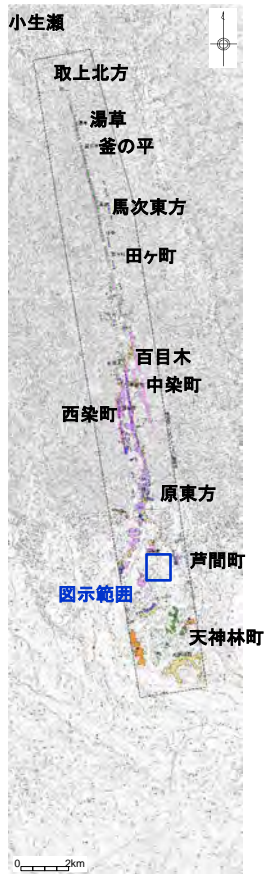 小生瀬
取上北方
湯草
釜の平
馬次東方
田ヶ町
百目木
中染町
西染町
原東方
芦間町
図示範囲
天神林町
0 2km